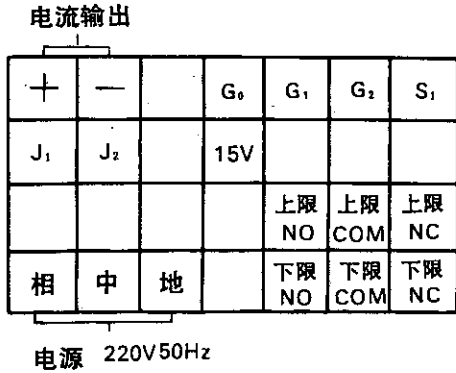 电流输出
+ — G₀ G₁ G₂ S₁
J₁ J₂ 15V
上限 上限 上限
NO COM NC
相 中 地 下限 下限 下限
NO COM NC
电源 220V50Hz